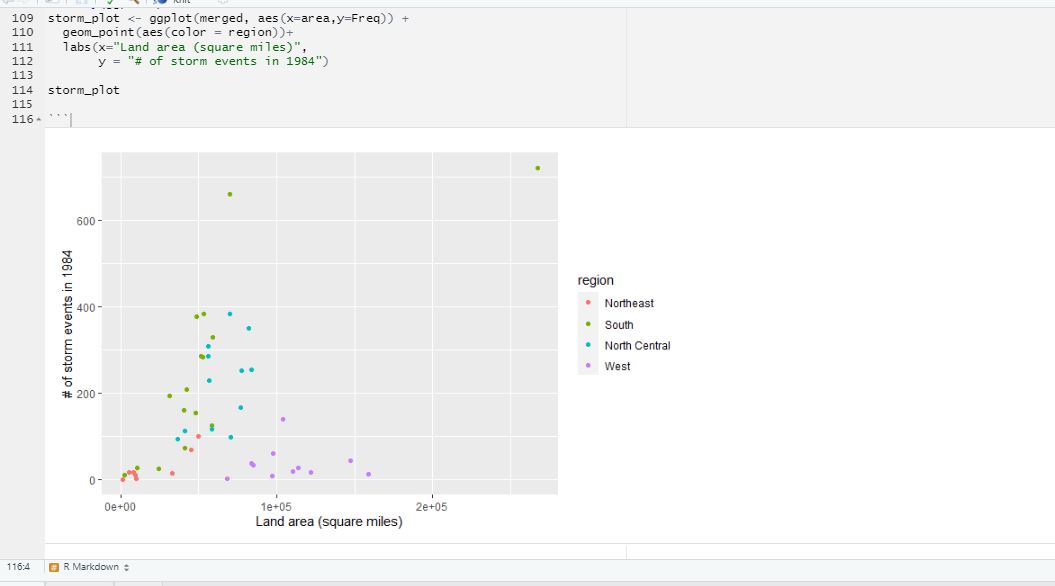 Knit
109 storm_plot <- ggplot(merged, aes(x=area,y=Freq)) +
110   geom_point(aes(color = region))+
111   labs(x="Land area (square miles)",
112        y = "# of storm events in 1984")
113
114 storm_plot
115
116 ```
600
400
200
0
# of storm events in 1984
0e+00 1e+05 2e+05
Land area (square miles)
region
Northeast
South
North Central
West
116:4 R Markdown